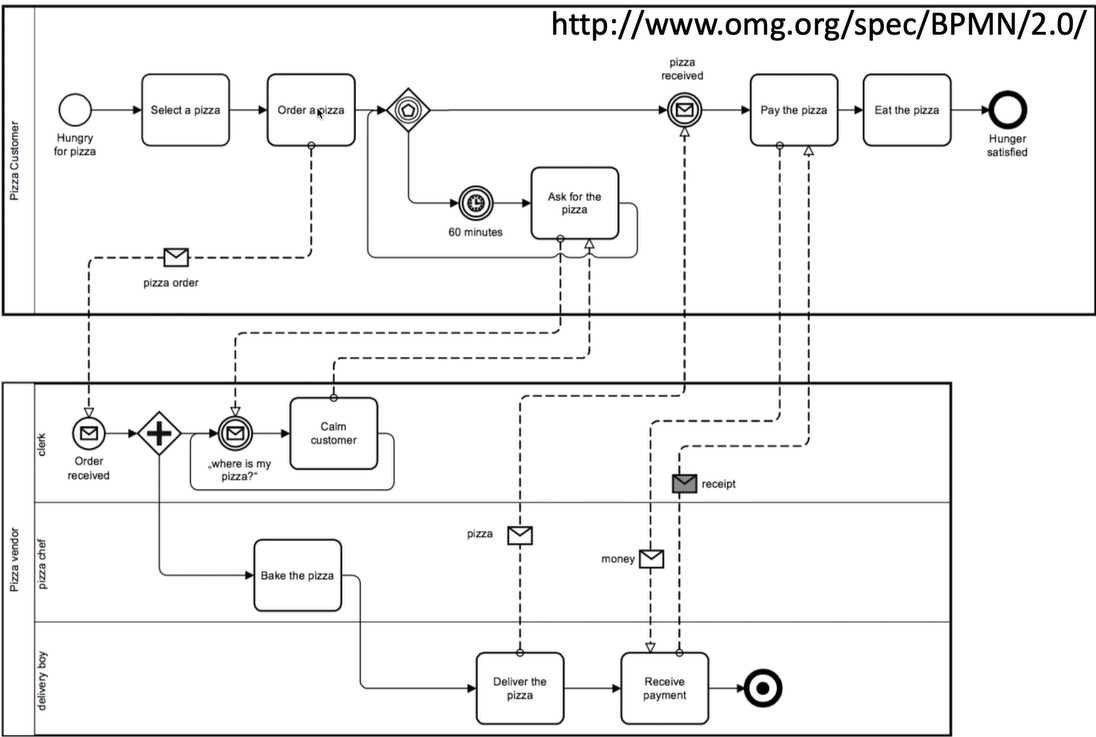 http://www.omg.org/spec/BPMN/2.0/
Pizza Customer
Hungry
for pizza
Select a pizza
Order a pizza
pizza
received
Pay the pizza
Eat the pizza
Hunger
satisfied
60 minutes
Ask for the
pizza
pizza order
Pizza vendor
clerk
Order
received
„where is my
pizza?“
Calm
customer
receipt
pizza chef
Bake the pizza
pizza
money
delivery boy
Deliver the
pizza
Receive
payment